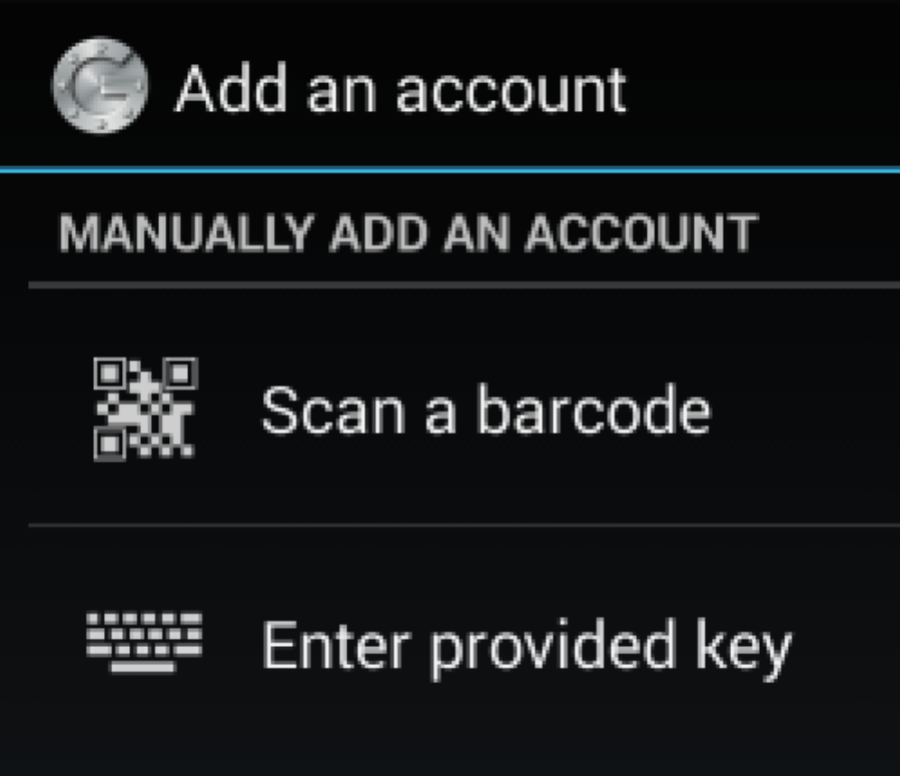 Add an account
MANUALLY ADD AN ACCOUNT
Scan a barcode
Enter provided key